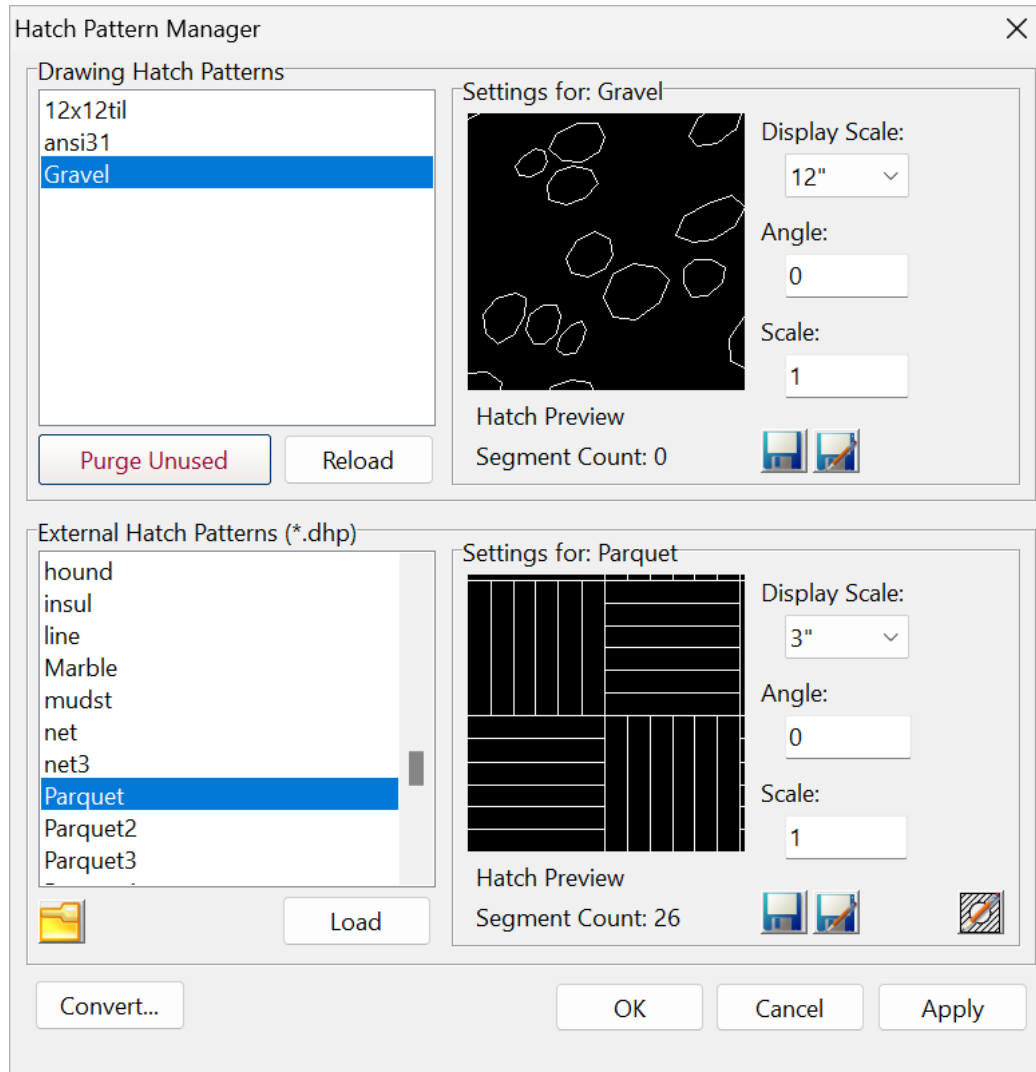 Hatch Pattern Manager
Drawing Hatch Patterns
12x12til
ansi31
Gravel
Purge Unused
Reload
Settings for: Gravel
Display Scale:
12"
Angle:
0
Scale:
1
Hatch Preview
Segment Count: 0
External Hatch Patterns (*.dhp)
hound
insul
line
Marble
mudst
net
net3
Parquet
Parquet2
Parquet3
Load
Settings for: Parquet
Display Scale:
3"
Angle:
0
Scale:
1
Hatch Preview
Segment Count: 26
Convert...
OK
Cancel
Apply